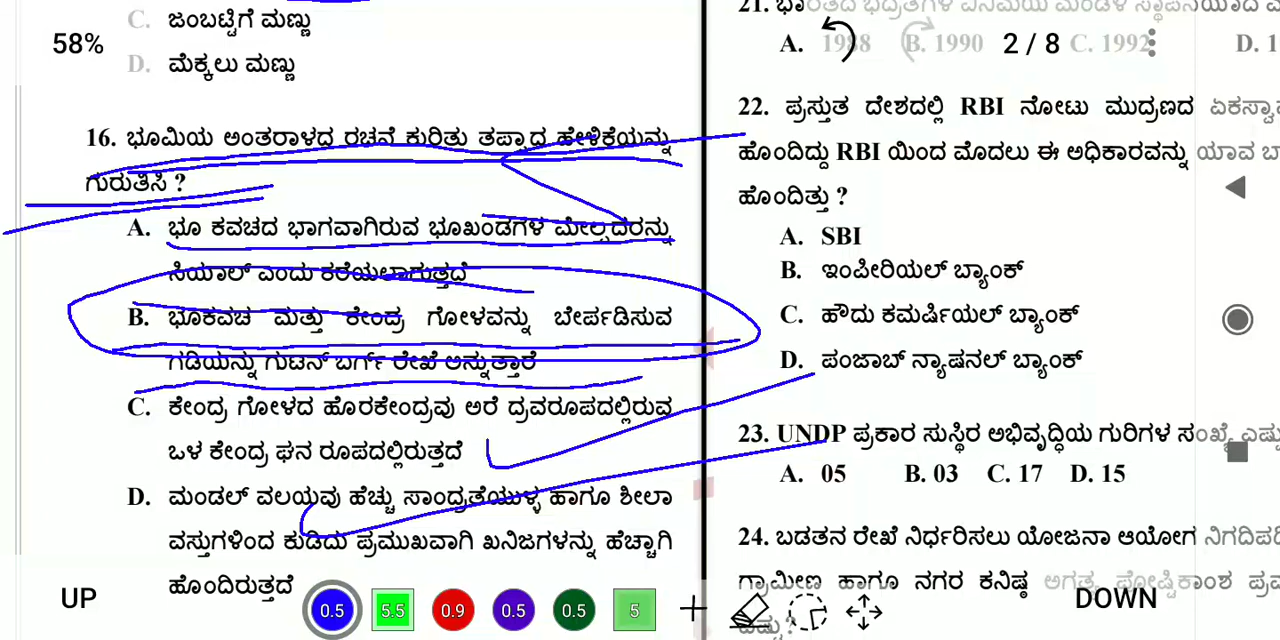 C. ಜಂಬಟ್ಟಿಗೆ ಮಣ್ಣು
58%
D. ಮೆಕ್ಕಲು ಮಣ್ಣು
16. ಭೂಮಿಯ ಅಂತರಾಳದ ರಚನೆ ಕುರಿತು ತಪ್ಪಾದ ಹೇಳಿಕೆಯನ್ನು
ಗುರುತಿಸಿ ?
A. ಭೂ ಕವಚದ ಭಾಗವಾಗಿರುವ ಭೂಖಂಡಗಳ ಮೇಲ್ಪದರನ್ನು
ಸಿಯಾಲ್ ಎಂದು ಕರೆಯಲಾಗುತ್ತದೆ
B. ಭೂಕವಚ ಮತ್ತು ಕೇಂದ್ರ ಗೋಳವನ್ನು ಬೇರ್ಪಡಿಸುವ
ಗಡಿಯನ್ನು ಗುಟನ್ ಬರ್ಗ್ ರೇಖೆ ಅನ್ನುತ್ತಾರೆ
C. ಕೇಂದ್ರ ಗೋಳದ ಹೊರಕೇಂದ್ರವು ಅರೆ ದ್ರವರೂಪದಲ್ಲಿರುವ
ಒಳ ಕೇಂದ್ರ ಘನ ರೂಪದಲ್ಲಿರುತ್ತದೆ
D. ಮಂಡಲ್ ವಲಯವು ಹೆಚ್ಚು ಸಾಂದ್ರತೆಯುಳ್ಳ ಹಾಗೂ ಶೀಲಾ
ವಸ್ತುಗಳಿಂದ ಕುಡಿದು ಪ್ರಮುಖವಾಗಿ ಖನಿಜಗಳನ್ನು ಹೆಚ್ಚಾಗಿ
ಹೊಂದಿರುತ್ತದೆ
UP
0.5 5.5 0.9 0.5 0.5 5
21.
A. 1988 B. 1990 2 / 8 C. 1992 D. 1
22. ಪ್ರಸ್ತುತ ದೇಶದಲ್ಲಿ RBI ನೋಟು ಮುದ್ರಣದ
ಹೊಂದಿದ್ದು RBI ಯಿಂದ ಮೊದಲು ಈ ಅಧಿಕಾರವನ್ನು ಯಾವ
ಹೊಂದಿತ್ತು ?
A. SBI
B. ಇಂಪೀರಿಯಲ್ ಬ್ಯಾಂಕ್
C. ಹೌದು ಕಮರ್ಷಿಯಲ್ ಬ್ಯಾಂಕ್
D. ಪಂಜಾಬ್ ನ್ಯಾಷನಲ್ ಬ್ಯಾಂಕ್
23. UNDP ಪ್ರಕಾರ ಸುಸ್ಥಿರ ಅಭಿವೃದ್ಧಿಯ ಗುರಿಗಳ ಸಂಖ್ಯೆ
A. 05 B. 03 C. 17 D. 15
24. ಬಡತನ ರೇಖೆ ನಿರ್ಧರಿಸಲು ಯೋಜನಾ ಆಯೋಗ
ಗ್ರಾಮೀಣ ಹಾಗೂ ನಗರ ಕನಿಷ್ಠ ಅಗತ್ಯ
DOWN